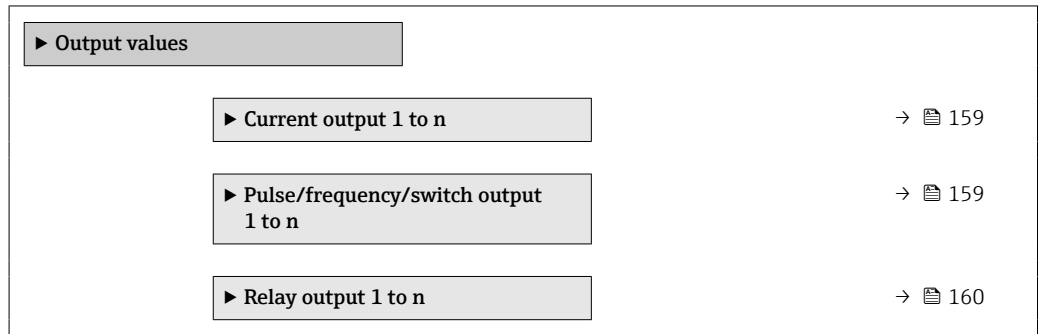 ▶ Output values
▶ Current output 1 to n → 159
▶ Pulse/frequency/switch output
1 to n → 159
▶ Relay output 1 to n → 160